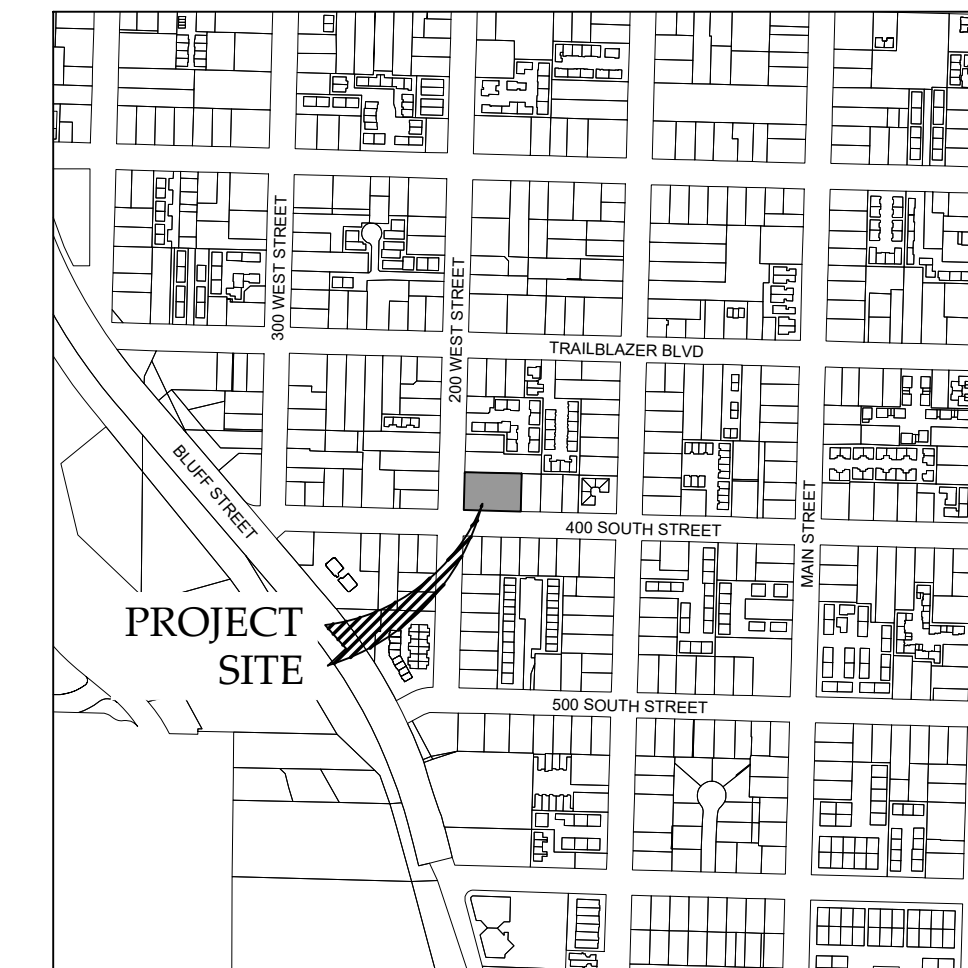 300 WEST STREET
200 WEST STREET
TRAILBLAZER BLVD
BLUFF STREET
400 SOUTH STREET
MAIN STREET
PROJECT
SITE
500 SOUTH STREET